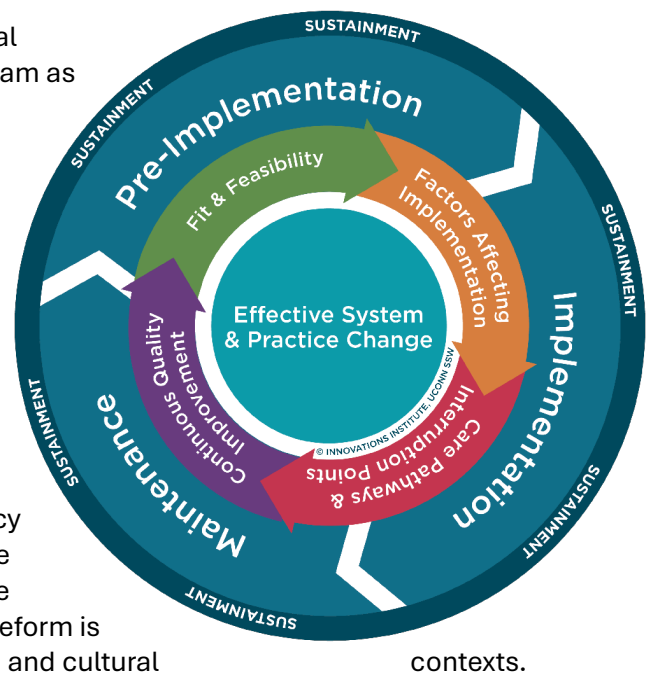 al
am as
SUSTAINMENT
SUSTAINMENT
SUSTAINMENT
SUSTAINMENT
SUSTAINMENT
SUSTAINMENT
Pre-Implementation
Implementation
Maintenance
Fit & Feasibility
Factors Affecting
Implementation
Care Pathways &
Interruption Points
Continuous Quality
Improvement
Effective System
& Practice Change
© INNOVATIONS INSTITUTE, UCONN SSW
cy
e
e
eform is
and cultural contexts.